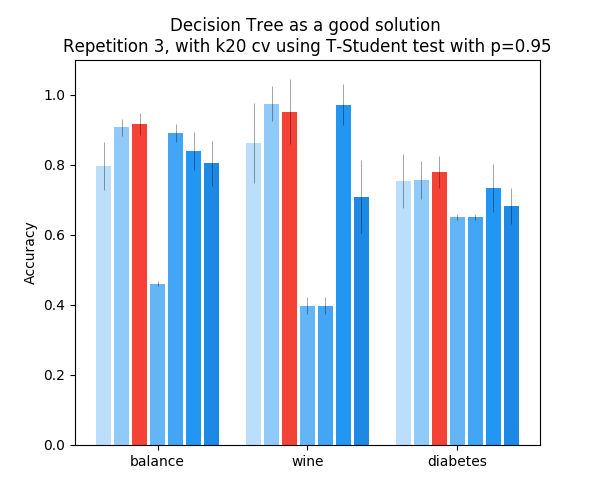 Decision Tree as a good solution
Repetition 3, with k20 cv using T-Student test with p=0.95
1.0
0.8
0.6
0.4
0.2
0.0
Accuracy
balance wine diabetes